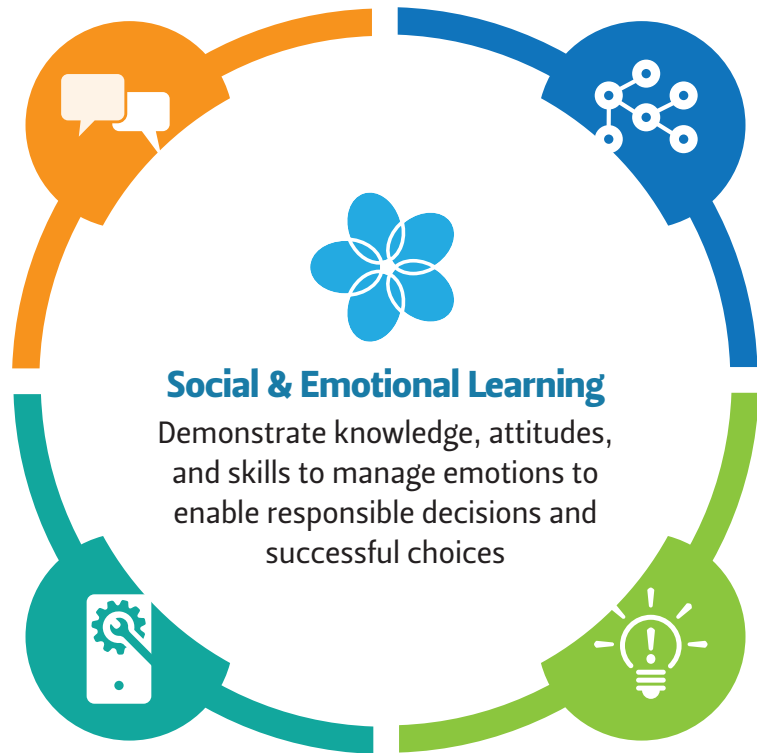 Social & Emotional Learning
Demonstrate knowledge, attitudes,
and skills to manage emotions to
enable responsible decisions and
successful choices